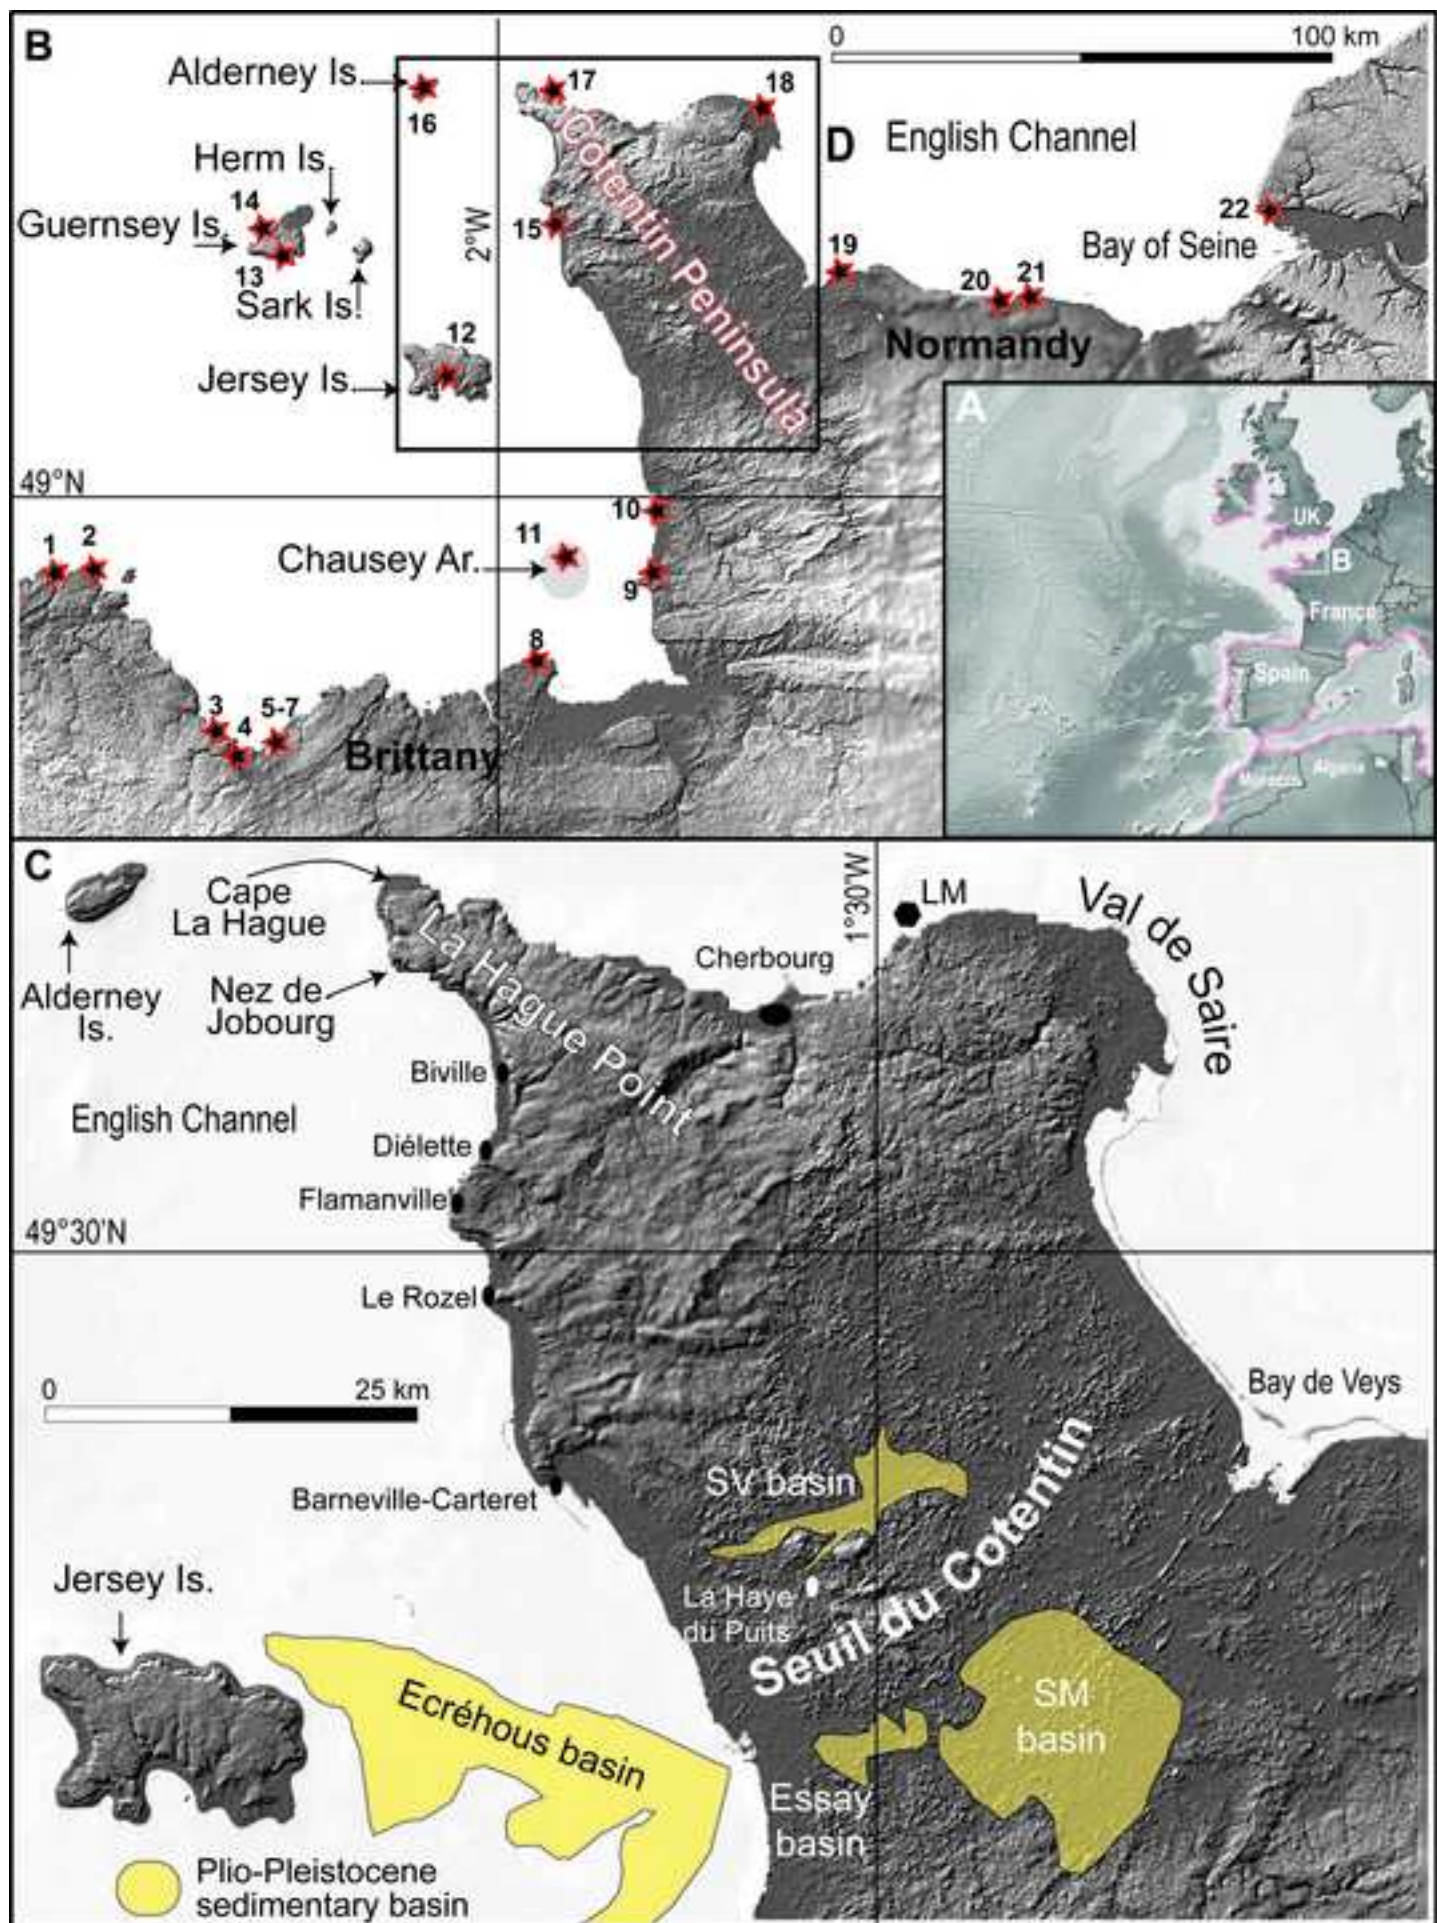 B
0 100 km
Alderney Is.
16
17
18
Cotentin Peninsula
D
English Channel
Herm Is.
14
Guernsey Is.
13
Sark Is.
2°W
15
19
20
21
22
Bay of Seine
Normandy
12
Jersey Is.
49°N
1
2
11
Chausey Ar.
10
9
8
3
4
5-7
Brittany
A
UK
B
France
Spain
Morocco
Algeria
C
Cape
La Hague
Alderney
Is.
Nez de
Jobourg
La Hague Point
Cherbourg
1°30W
LM
Val de Saire
Biville
English Channel
Diélette
Flamanville
49°30'N
Le Rozel
0 25 km
Bay de Veys
Barneville-Carteret
SV basin
Seuil du Cotentin
La Haye
du Puits
Jersey Is.
Ecréhous basin
SM
basin
Essay
basin
Plio-Pleistocene
sedimentary basin